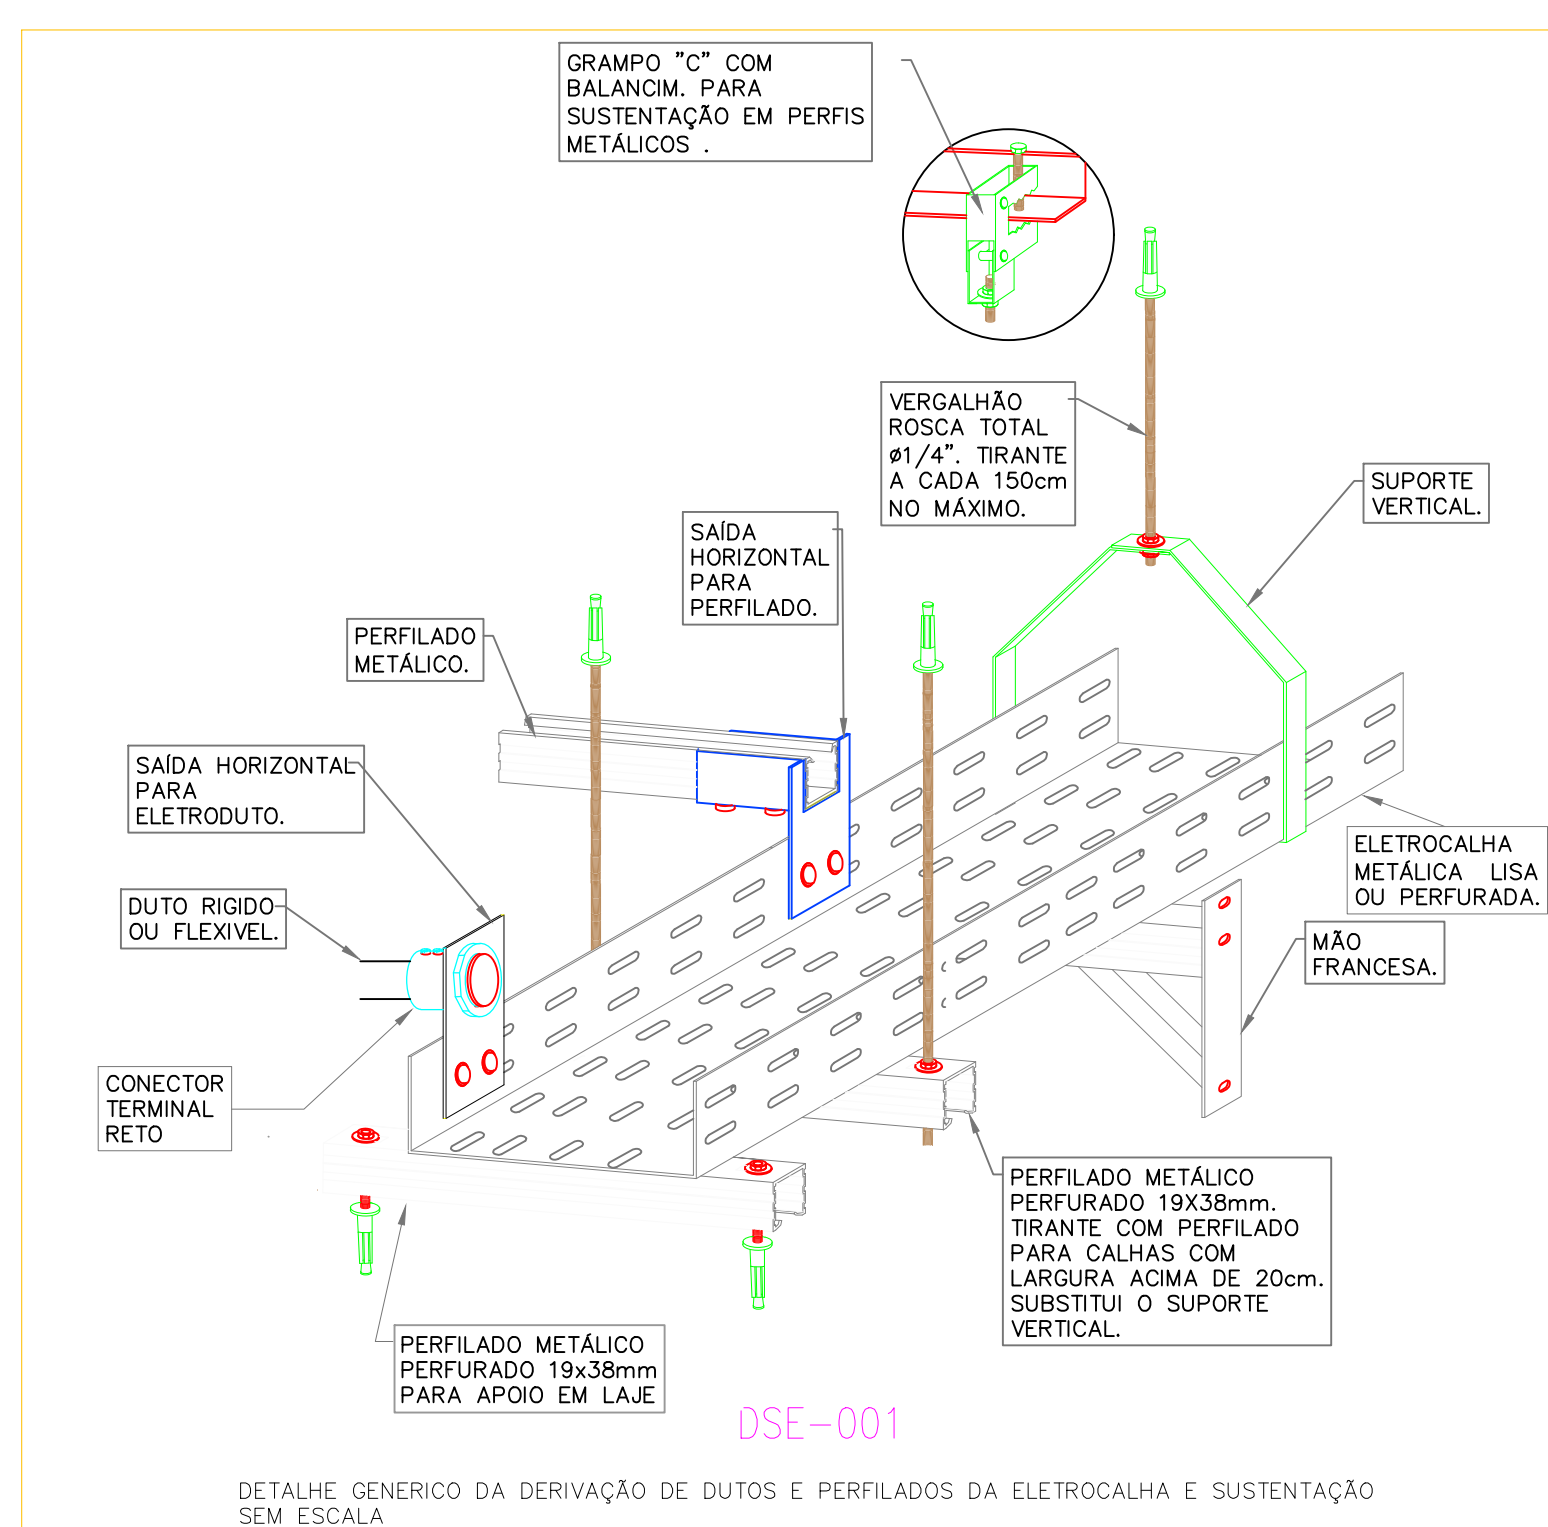 GRAMPO "C" COM
BALANCIM. PARA
SUSTENTAÇÃO EM PERFIS
METÁLICOS .
VERGALHÃO
ROSCA TOTAL
ø1/4". TIRANTE
A CADA 150cm
NO MÁXIMO.
SUPORTE
VERTICAL.
SAÍDA
HORIZONTAL
PARA
PERFILADO.
PERFILADO
METÁLICO.
SAÍDA HORIZONTAL
PARA
ELETRODUTO.
ELETROCALHA
METÁLICA LISA
OU PERFURADA.
DUTO RIGIDO
OU FLEXIVEL.
MÃO
FRANCESA.
CONECTOR
TERMINAL
RETO
PERFILADO METÁLICO
PERFURADO 19X38mm.
TIRANTE COM PERFILADO
PARA CALHAS COM
LARGURA ACIMA DE 20cm.
SUBSTITUI O SUPORTE
VERTICAL.
PERFILADO METÁLICO
PERFURADO 19x38mm
PARA APOIO EM LAJE
DSE-001
DETALHE GENERICO DA DERIVAÇÃO DE DUTOS E PERFILADOS DA ELETROCALHA E SUSTENTAÇÃO
SEM ESCALA